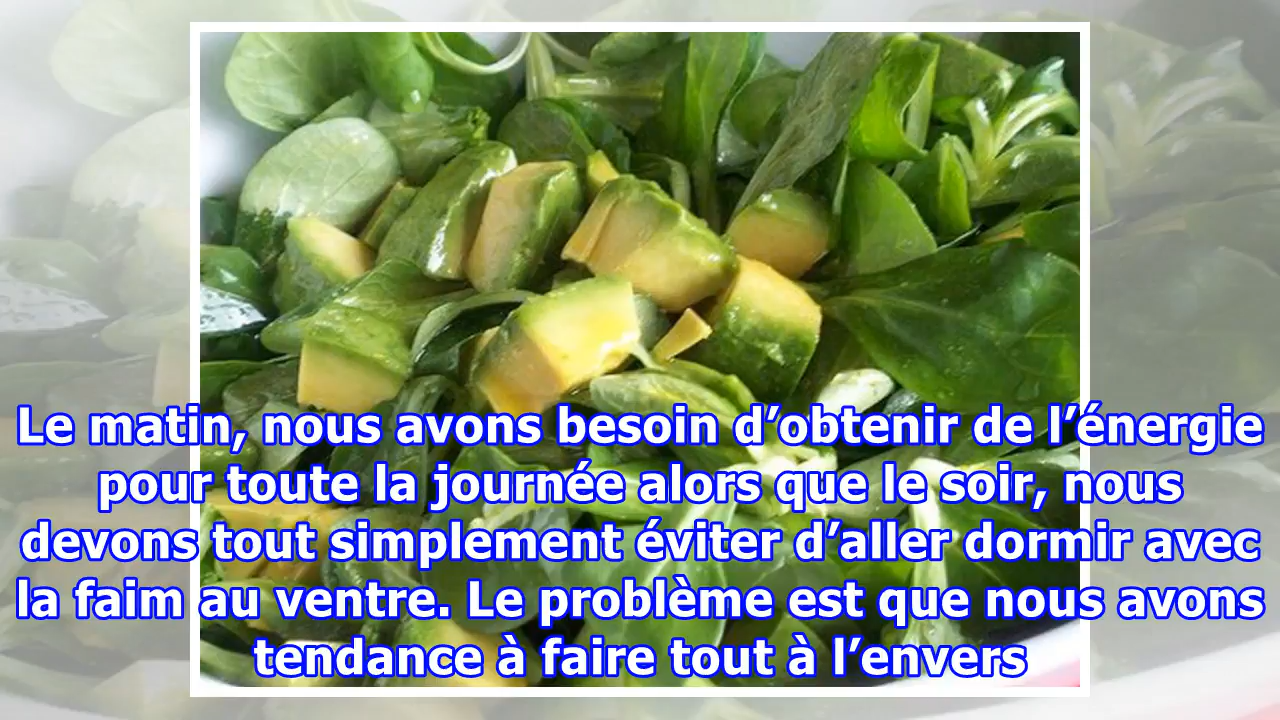 Le matin, nous avons besoin d’obtenir de l’énergie
pour toute la journée alors que le soir, nous
devons tout simplement éviter d’aller dormir avec
la faim au ventre. Le problème est que nous avons
tendance à faire tout à l’envers